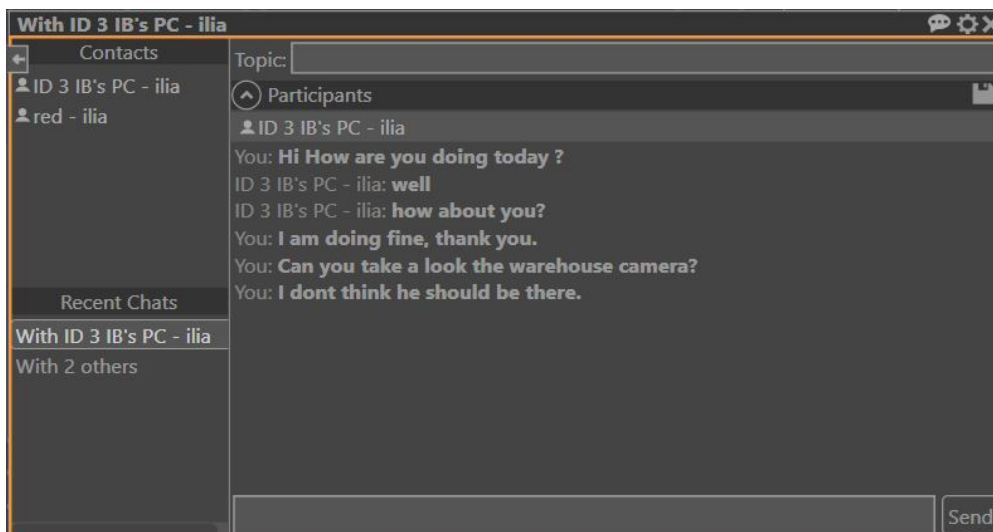 With ID 3 IB's PC - ilia
Contacts
ID 3 IB's PC - ilia
red - ilia
Recent Chats
With ID 3 IB's PC - ilia
With 2 others
Topic:
Participants
ID 3 IB's PC - ilia
You: Hi How are you doing today ?
ID 3 IB's PC - ilia: well
ID 3 IB's PC - ilia: how about you?
You: I am doing fine, thank you.
You: Can you take a look the warehouse camera?
You: I dont think he should be there.
Send